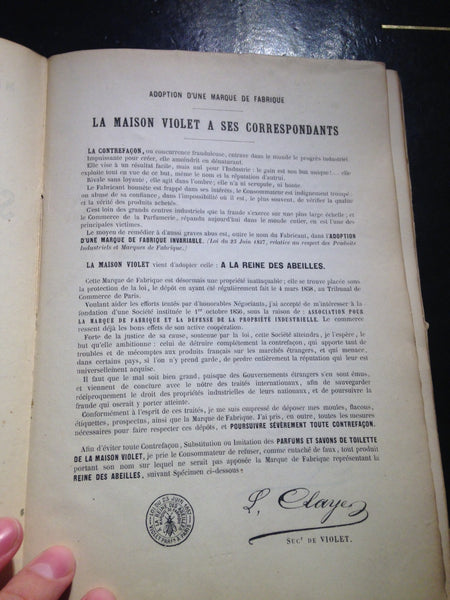 ADOPTION D'UNE MARQUE DE FABRIQUE
LA MAISON VIOLET A SES CORRESPONDANTS
LA CONTREFAÇON, ou concurrence frauduleuse, entrave dans le monde le progrès industriel
Impuissante pour créer, elle amoindrit en dénaturant.
Elle vise à un résultat facile, mais nul pour l'Industrie : le gain est son but unique!... elle
exploite tout en vue de ce but, même le nom et la réputation d'autrui.
Rivale sans loyauté, elle agit dans l'ombre; elle n'a ni scrupule, ni honte.
Le Fabricant honnête est frappé dans ses intérêts, le Consommateur est indignement trompé
ou abusé de sa confiance, dans l'impossibilité où il est, le plus souvent, de vérifier la qualité
et la vérité des produits achetés.
C'est loin des grands centres industriels que la fraude s'exerce sur une plus large échelle; et
le Commerce de la Parfumerie, répandu aujourd'hui dans le monde entier, en est l'une des
principales victimes.
Le moyen de remédier à d'aussi graves abus est, outre le nom du Fabricant, dans l'ADOPTION
D'UNE MARQUE DE FABRIQUE INVARIABLE. (Loi du 23 Juin 1857, relative au respect des Produits
Industriels et Marques de Fabrique.)
LA MAISON VIOLET vient d'adopter celle : A LA REINE DES ABEILLES.
Cette Marque de Fabrique est désormais une propriété inattaquable; elle se trouve placée sous
la protection de la loi, le dépôt en ayant été régulièrement fait le 4 mars 1858, au Tribunal de
Commerce de Paris.
Voulant aider les efforts tentés par d'honorables Négociants, j'ai accepté de m'intéresser à la
fondation d'une Société instituée le 1er octobre 1856, sous la raison de : ASSOCIATION POUR
LA MARQUE DE FABRIQUE ET LA DÉFENSE DE LA PROPRIÉTÉ INDUSTRIELLE. Le commerce
ressent déjà les bons effets de son active coopération.
Forte de la justice de sa cause, soutenue par la loi, cette Société atteindra, je l'espère, le
but qu'elle ambitionne : celui de détruire complètement la contrefaçon, qui apporte tant de
troubles et de mécomptes aux produits français sur les marchés étrangers, et qui menace,
dans certains pays, si l'on n'y prend garde, de perdre entièrement la réputation qui leur est
universellement acquise.
Il faut que le mal soit bien grand, puisque des Gouvernements étrangers s'en sont émus,
et viennent de conclure avec le nôtre des traités internationaux, afin de sauvegarder
réciproquement le droit des propriétés industrielles de leurs nationaux, et de poursuivre la
fraude qui oserait y porter atteinte.
Conformément à l'esprit de ces traités, je me suis empressé de déposer mes moules, flacons,
étiquettes, prospectus, ainsi que la Marque de Fabrique. J'ai pris, en outre, toutes les mesures
nécessaires pour faire respecter ces dépôts, et POURSUIVRE SÉVÈREMENT TOUTE CONTREFAÇON.
Afin d'éviter toute Contrefaçon, Substitution ou Imitation des PARFUMS ET SAVONS DE TOILETTE
DE LA MAISON VIOLET, je prie le Consommateur de refuser, comme entaché de faux, tout produit
portant son nom sur lequel ne serait pas apposée la Marque de Fabrique représentant la
REINE DES ABEILLES, suivant Spécimen ci-dessous :
LOI DU 23 JUIN 1857
A LA REINE DES ABEILLES
VIOLET PARFR A PARIS
L. Claye
SUCr DE VIOLET.